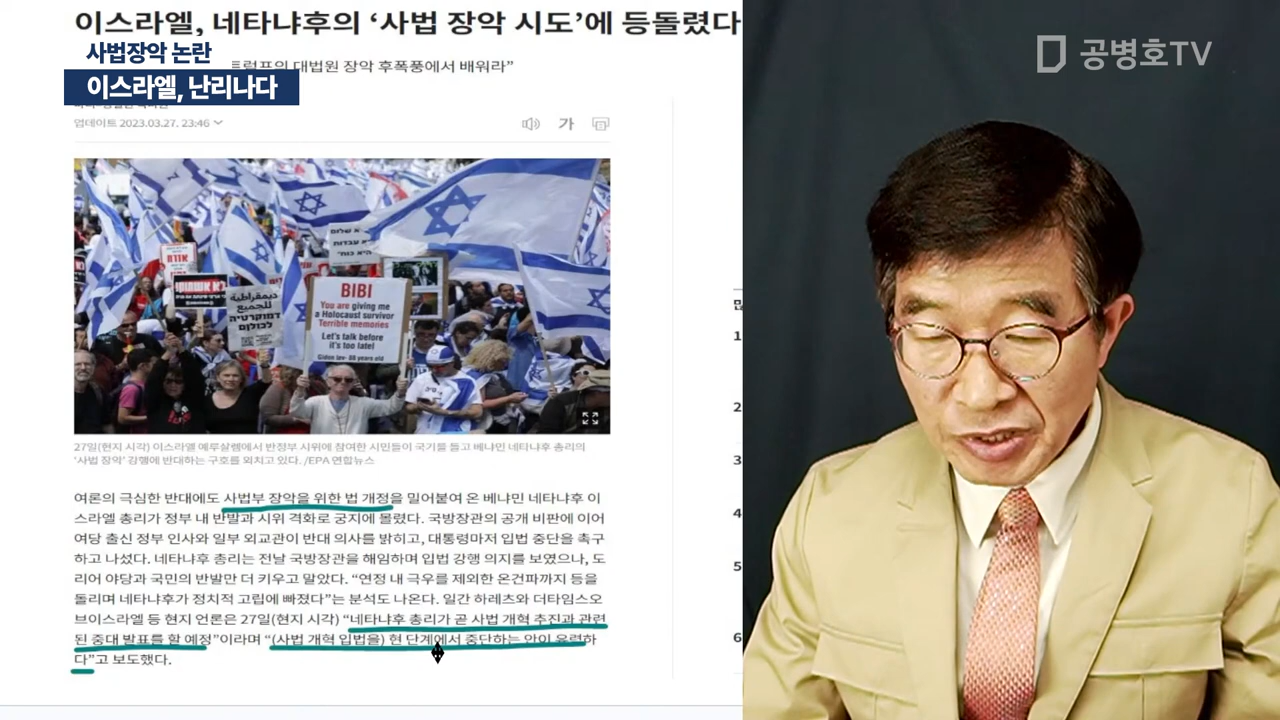 이스라엘, 네타냐후의 ‘사법 장악 시도’에 등돌렸다
사법장악 논란
트럼프의 대법원 장악 후폭풍에서 배워라”
이스라엘, 난리나다
업데이트 2023.03.27. 23:46
가
BIBI
You are giving me
a Holocaust survivor
Terrible memories
Let's talk before
it's too late!
Giden lev- 88 years old
ديمقراطية
للجميع
דמוקרטיה
לכולם
27일(현지 시각) 이스라엘 예루살렘에서 반정부 시위에 참여한 시민들이 국기를 들고 베냐민 네타냐후 총리의
‘사법 장악’ 강행에 반대하는 구호를 외치고 있다. /EPA 연합뉴스
여론의 극심한 반대에도 사법부 장악을 위한 법 개정을 밀어붙여 온 베냐민 네타냐후 이
스라엘 총리가 정부 내 반발과 시위 격화로 궁지에 몰렸다. 국방장관의 공개 비판에 이어
여당 출신 정부 인사와 일부 외교관이 반대 의사를 밝히고, 대통령마저 입법 중단을 촉구
하고 나섰다. 네타냐후 총리는 전날 국방장관을 해임하며 입법 강행 의지를 보였으나, 도
리어 야당과 국민의 반발만 더 키우고 말았다. “연정 내 극우를 제외한 온건파까지 등을
돌리며 네타냐후가 정치적 고립에 빠졌다”는 분석도 나온다. 일간 하레츠와 더타임스오
브이스라엘 등 현지 언론은 27일(현지 시각) “네타냐후 총리가 곧 사법 개혁 추진과 관련
된 중대 발표를 할 예정”이라며 “(사법 개혁 입법을) 현 단계에서 중단하는 안이 유력하
다”고 보도했다.
1
2
3
4
5
6
공병호TV